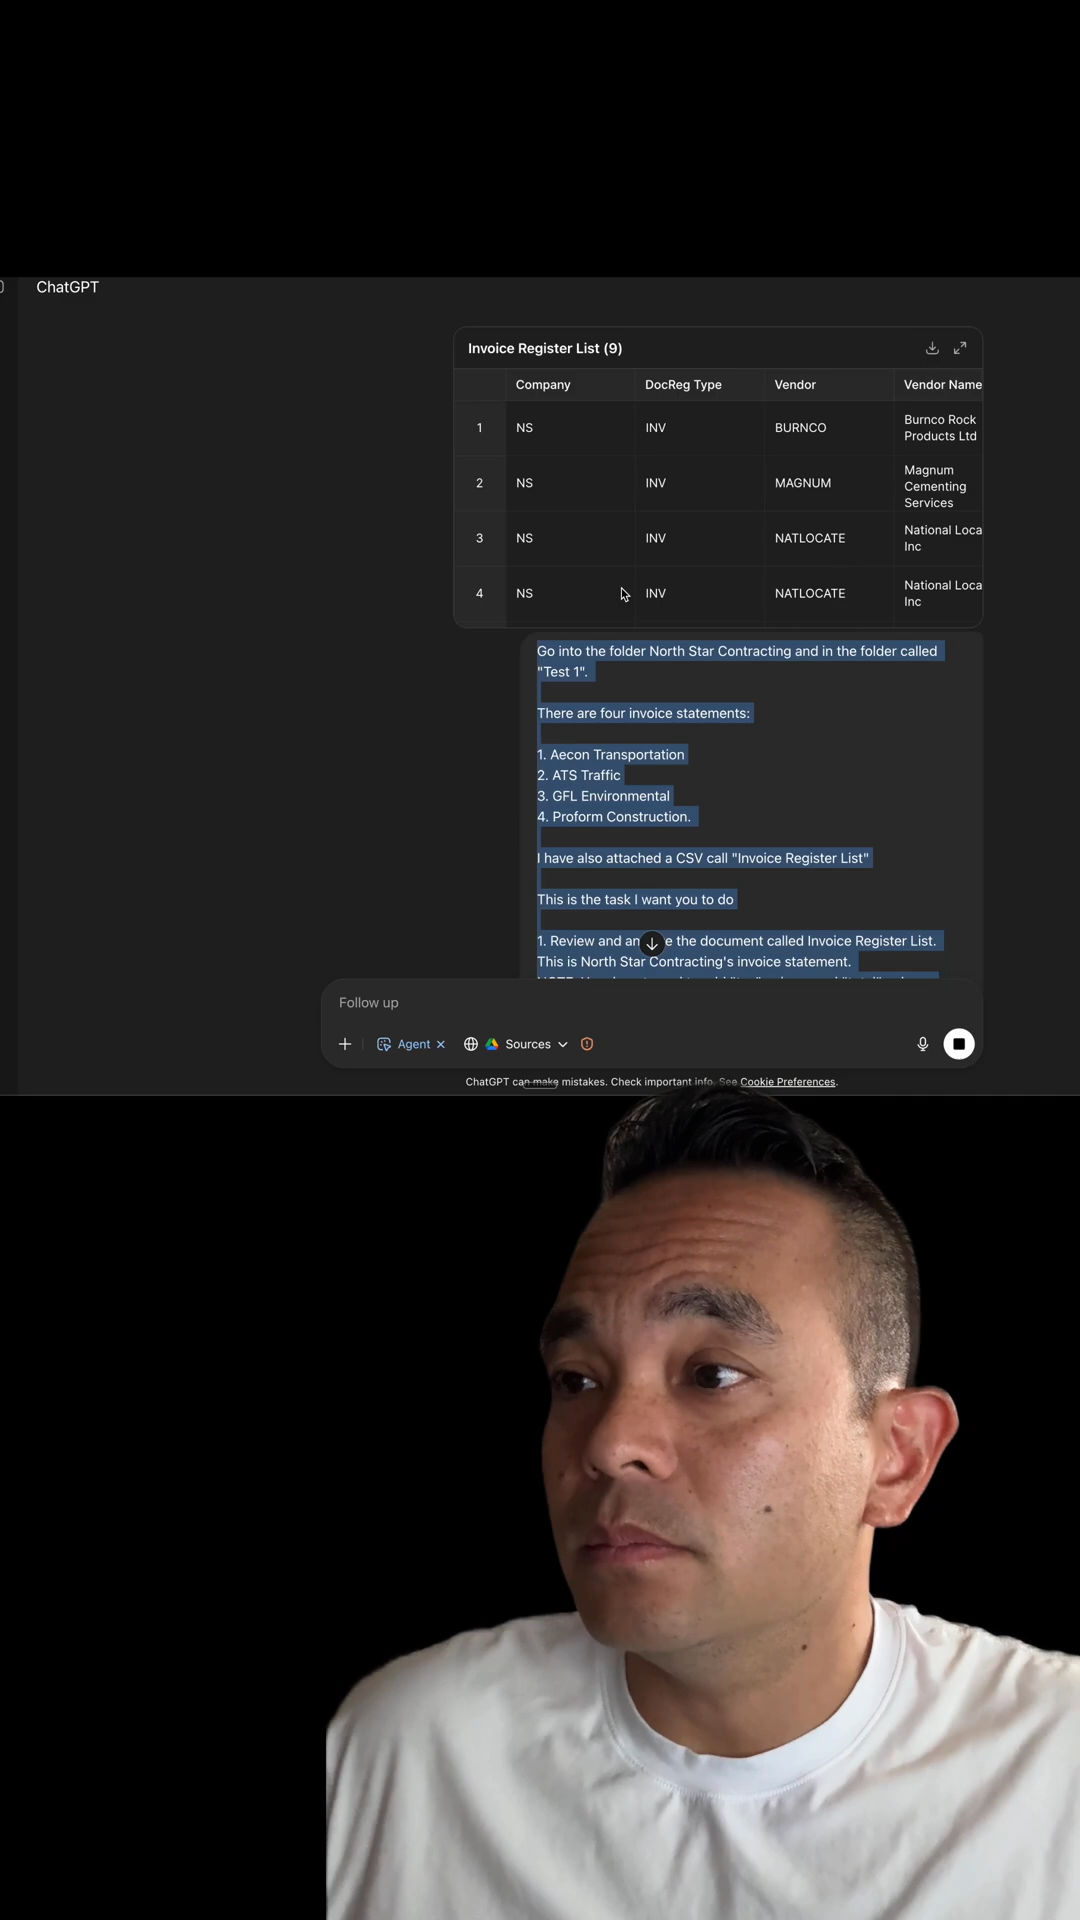 ChatGPT
Invoice Register List (9)
Company DocReg Type Vendor Vendor Name
1 NS INV BURNCO Burnco Rock
Products Ltd
2 NS INV MAGNUM Magnum
Cementing
Services
3 NS INV NATLOCATE National Loca
Inc
4 NS INV NATLOCATE National Loca
Inc
Go into the folder North Star Contracting and in the folder called
"Test 1".
There are four invoice statements:
1. Aecon Transportation
2. ATS Traffic
3. GFL Environmental
4. Proform Construction.
I have also attached a CSV call "Invoice Register List"
This is the task I want you to do
1. Review and an e the document called Invoice Register List.
This is North Star Contracting's invoice statement.
Follow up
Agent × Sources
ChatGPT can make mistakes. Check important info. See Cookie Preferences.